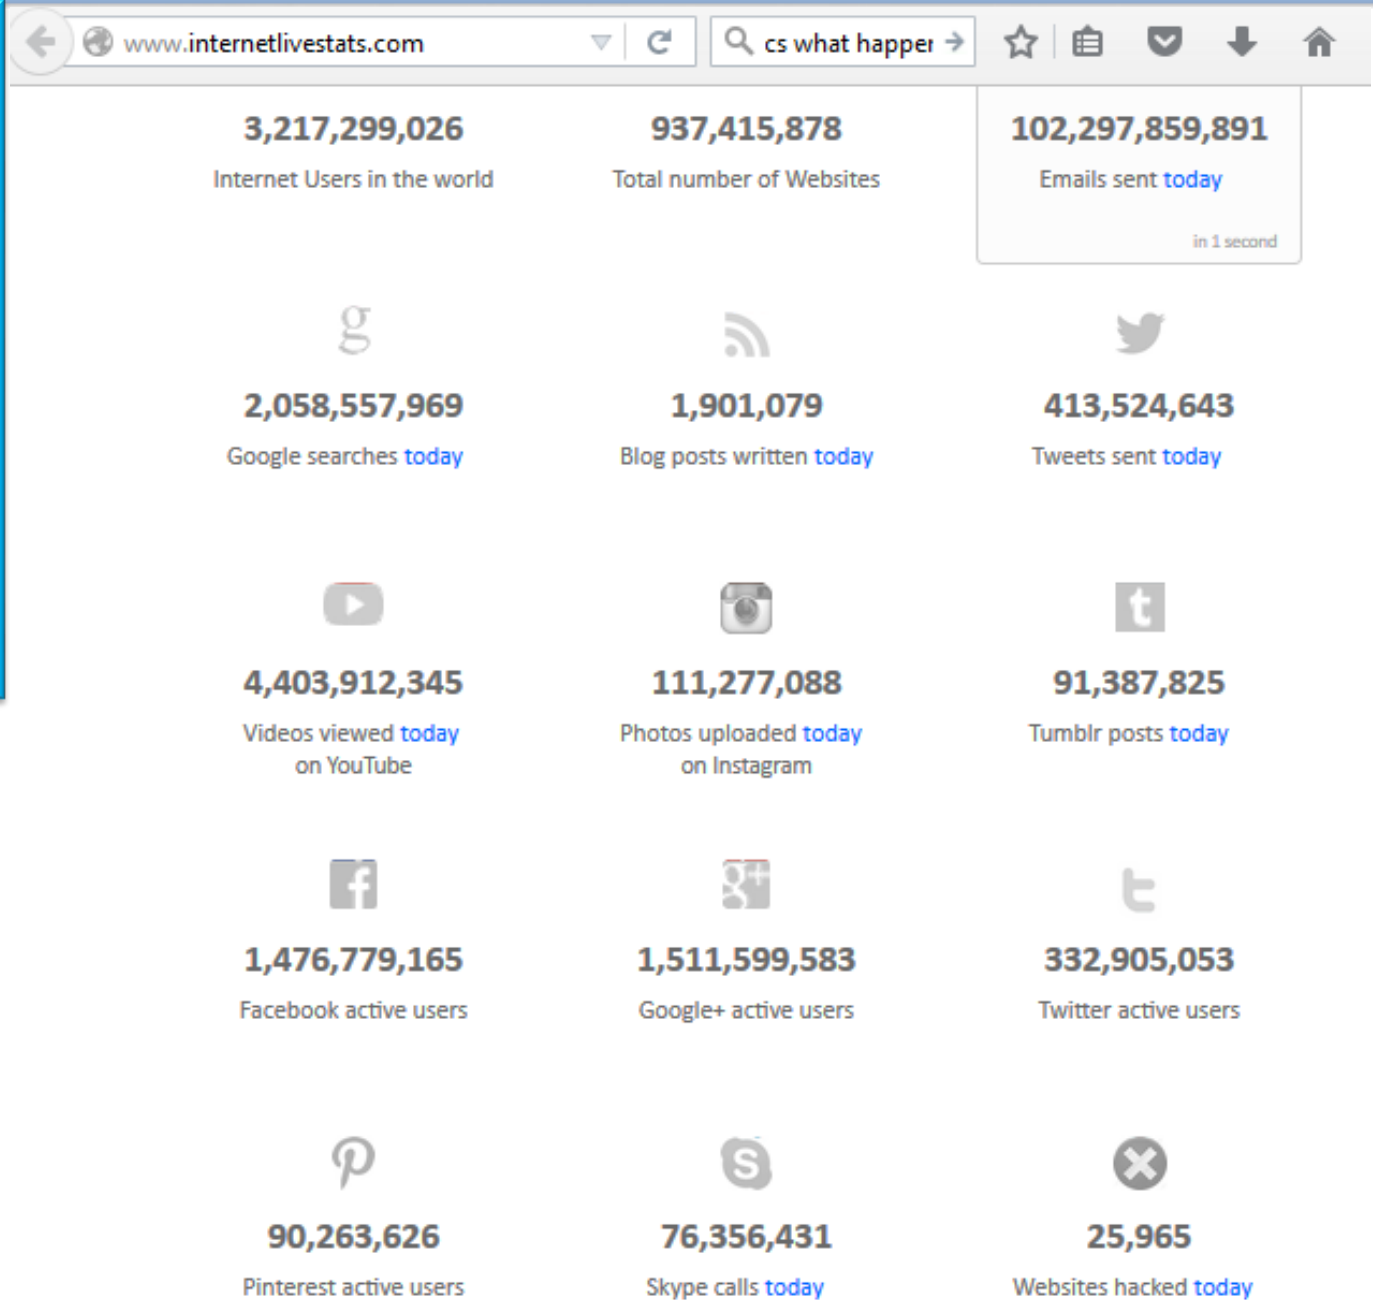 www.internetlivestats.com
cs what happer
3,217,299,026
Internet Users in the world
937,415,878
Total number of Websites
102,297,859,891
Emails sent today
in 1 second
g
2,058,557,969
Google searches today
1,901,079
Blog posts written today
413,524,643
Tweets sent today
4,403,912,345
Videos viewed today
on YouTube
111,277,088
Photos uploaded today
on Instagram
t
91,387,825
Tumblr posts today
f
1,476,779,165
Facebook active users
g+
1,511,599,583
Google+ active users
t
332,905,053
Twitter active users
90,263,626
Pinterest active users
S
76,356,431
Skype calls today
25,965
Websites hacked today